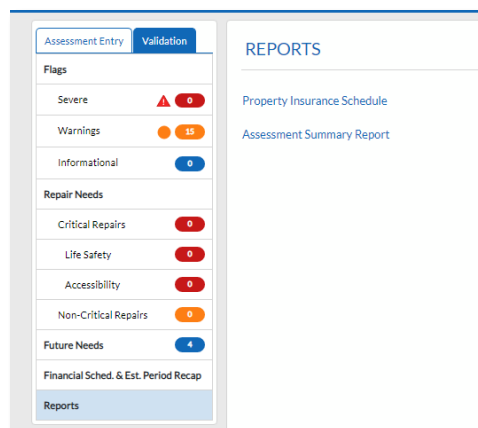 Assessment Entry
Validation
Flags
Severe 0
Warnings 15
Informational 0
Repair Needs
Critical Repairs 0
Life Safety 0
Accessibility 0
Non-Critical Repairs 0
Future Needs 4
Financial Sched. & Est. Period Recap
Reports
REPORTS
Property Insurance Schedule
Assessment Summary Report